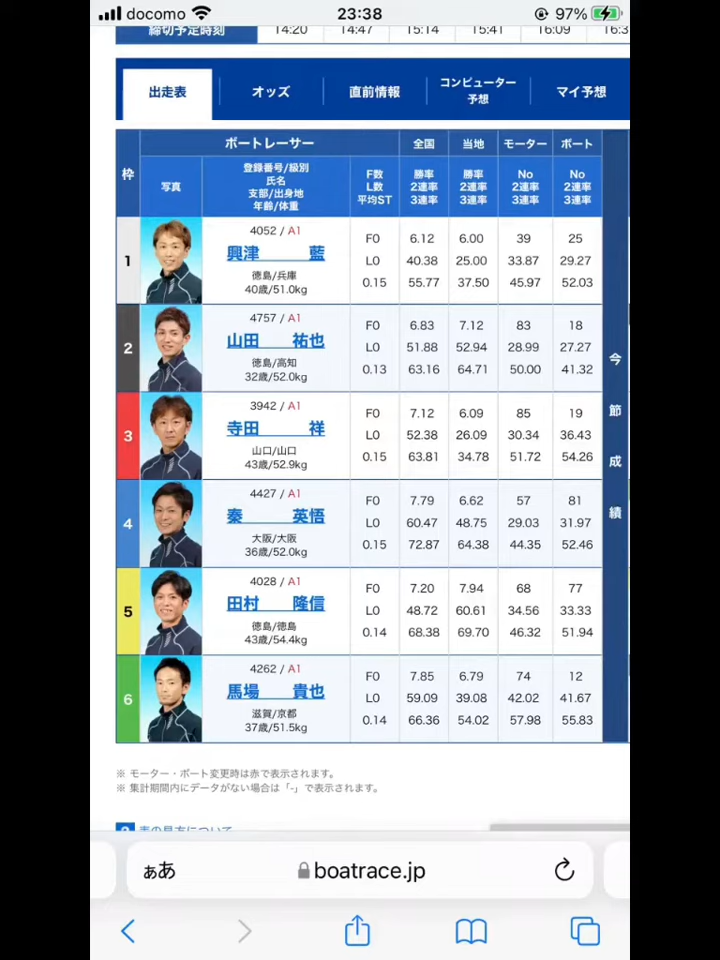 docomo 23:38 97%
締切予定時刻 14:20 14:47 15:14 15:41 16:09
出走表 オッズ 直前情報 コンピューター予想 マイ予想
枠 ボートレーサー 全国 当地 モーター ボート
写真 登録番号/級別 氏名 支部/出身地 年齢/体重 F数 L数 平均ST 勝率 2連率 3連率 勝率 2連率 3連率 No 2連率 3連率 No 2連率 3連率
1 4052 / A1 F0 6.12 6.00 39 25
興津 藍 L0 40.38 25.00 33.87 29.27
徳島/兵庫 0.15 55.77 37.50 45.97 52.03
40歳/51.0kg
2 4757 / A1 F0 6.83 7.12 83 18
山田 祐也 L0 51.88 52.94 28.99 27.27
徳島/高知 0.13 63.16 64.71 50.00 41.32
32歳/52.0kg
3 3942 / A1 F0 7.12 6.09 85 19
寺田 祥 L0 52.38 26.09 30.34 36.43
山口/山口 0.15 63.81 34.78 51.72 54.26
43歳/52.9kg
4 4427 / A1 F0 7.79 6.62 57 81
秦 英悟 L0 60.47 48.75 29.03 31.97
大阪/大阪 0.15 72.87 64.38 44.35 52.46
36歳/52.0kg
5 4028 / A1 F0 7.20 7.94 68 77
田村 隆信 L0 48.72 60.61 34.56 33.33
徳島/徳島 0.14 68.38 69.70 46.32 51.94
43歳/54.4kg
6 4262 / A1 F0 7.85 6.79 74 12
馬場 貴也 L0 59.09 39.08 42.02 41.67
滋賀/京都 0.14 66.36 54.02 57.98 55.83
37歳/51.5kg
今節成績
※ モーター・ボート変更時は赤で表示されます。
※ 集計期間内にデータがない場合は「-」で表示されます。
表の見方について
ぁあ boatrace.jp